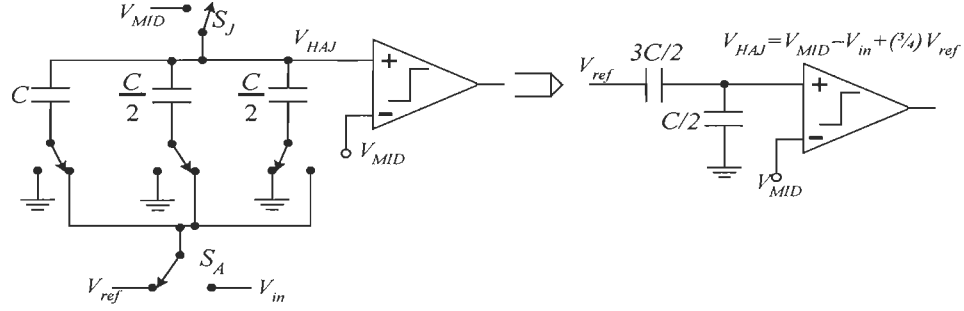 V_MID
S_J
V_HAJ
C
C/2
C/2
+
−
V_MID
S_A
V_ref
V_in
V_ref
3C/2
C/2
V_HAJ=V_MID−V_in+(¾)V_ref
+
−
V_MID